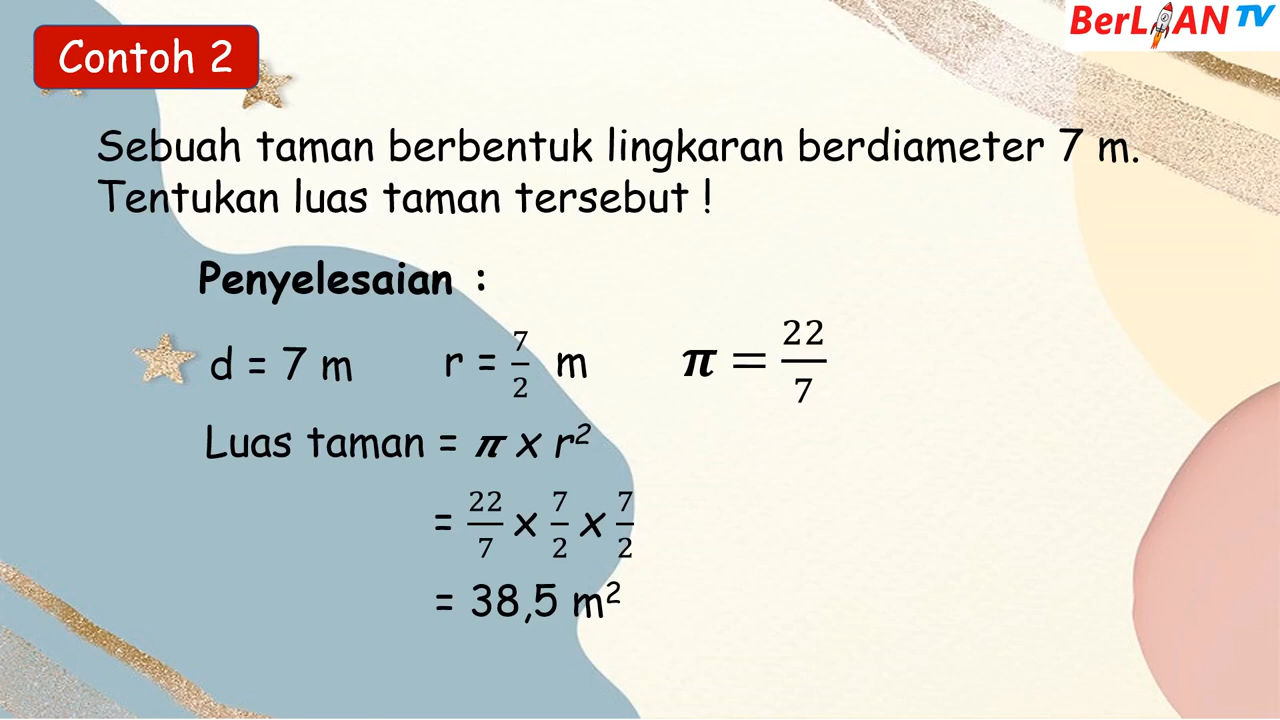 BerLIAN TV
Contoh 2
Sebuah taman berbentuk lingkaran berdiameter 7 m.
Tentukan luas taman tersebut !
Penyelesaian :
d = 7 m r = 7/2 m π = 22/7
Luas taman = π x r²
= 22/7 x 7/2 x 7/2
= 38,5 m²